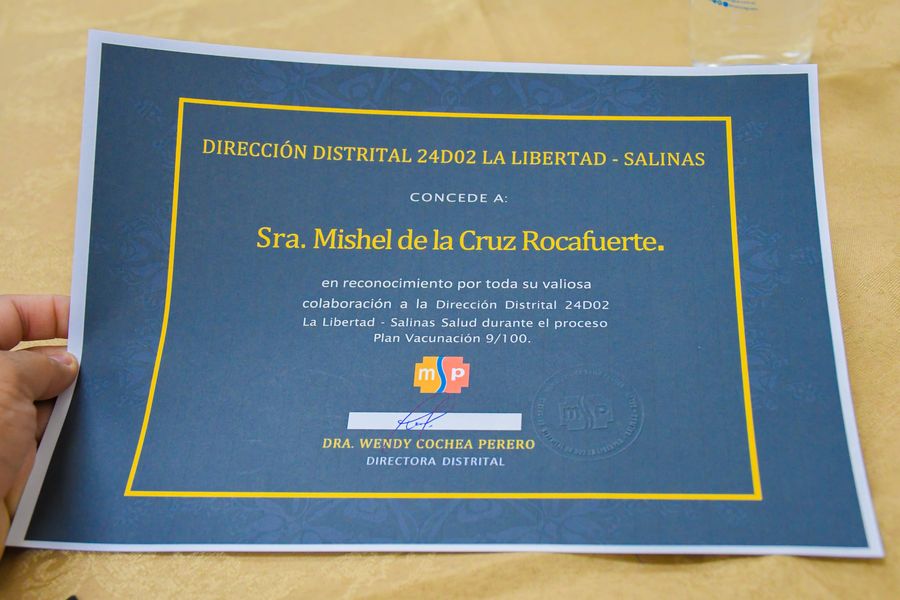 DIRECCIÓN DISTRITAL 24D02 LA LIBERTAD - SALINAS
CONCEDE A:
Sra. Mishel de la Cruz Rocafuerte.
en reconocimiento por toda su valiosa
colaboración a la Dirección Distrital 24D02
La Libertad - Salinas Salud durante el proceso
Plan Vacunación 9/100.
msp
DRA. WENDY COCHEA PERERO
DIRECTORA DISTRITAL
msp